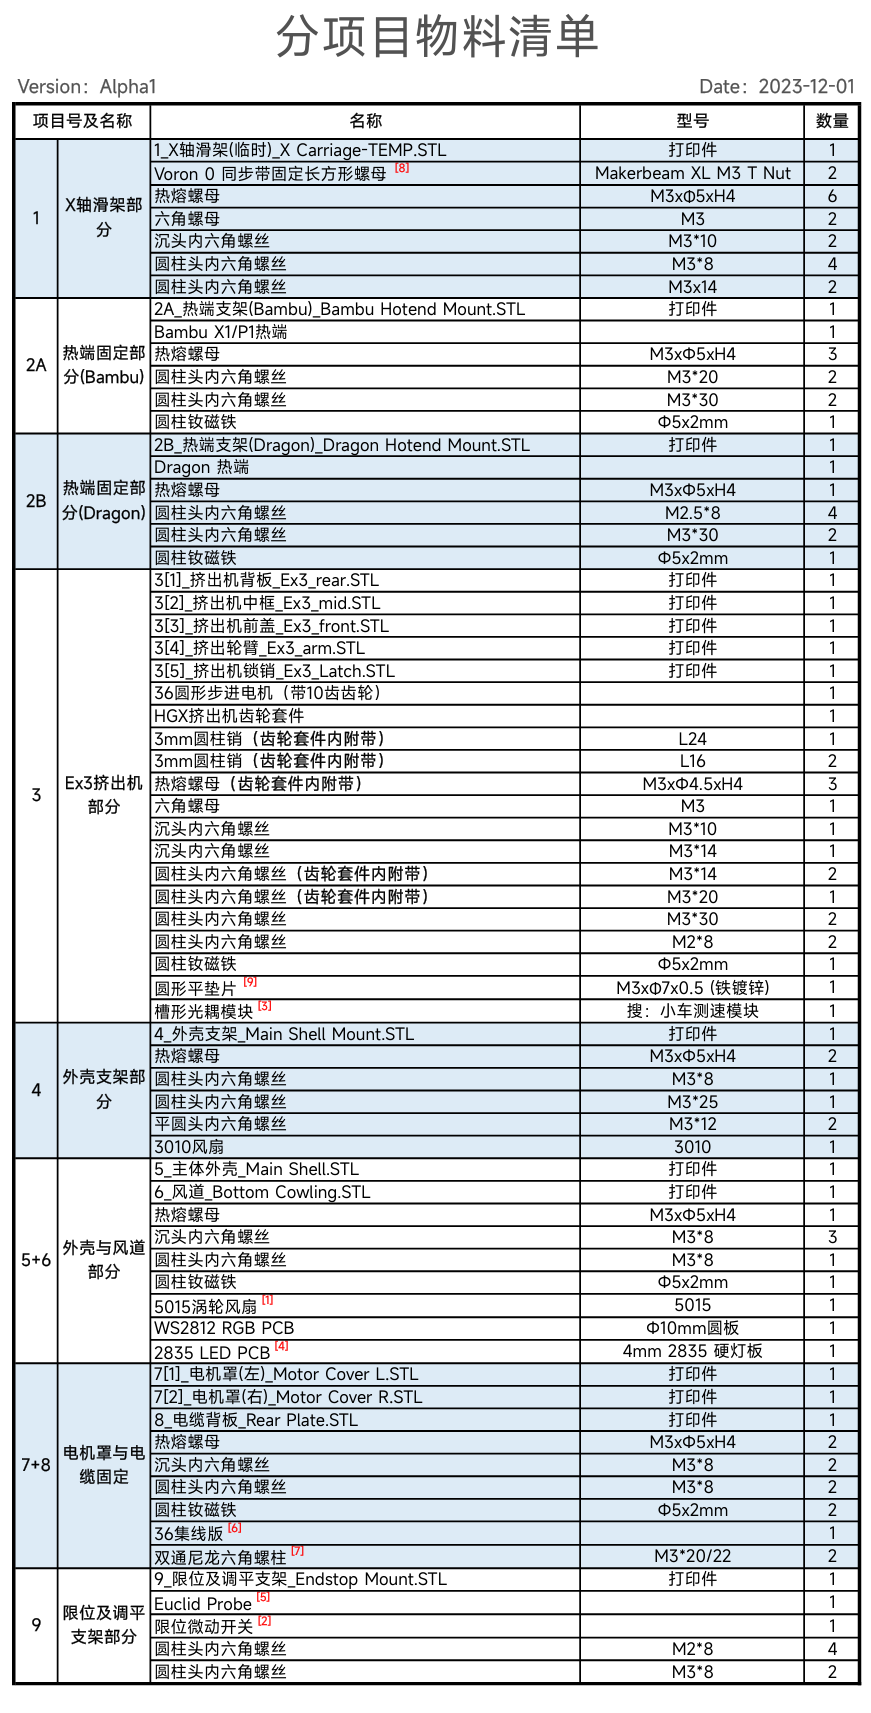 分项目物料清单
Version：Alpha1 Date：2023-12-01
项目号及名称 名称 型号 数量
1 X轴滑架部分
1_X轴滑架(临时)_X Carriage-TEMP.STL 打印件 1
Voron 0 同步带固定长方形螺母 [8] Makerbeam XL M3 T Nut 2
热熔螺母 M3xΦ5xH4 6
六角螺母 M3 2
沉头内六角螺丝 M3*10 2
圆柱头内六角螺丝 M3*8 4
圆柱头内六角螺丝 M3x14 2
2A 热端固定部分(Bambu)
2A_热端支架(Bambu)_Bambu Hotend Mount.STL 打印件 1
Bambu X1/P1热端 1
热熔螺母 M3xΦ5xH4 3
圆柱头内六角螺丝 M3*20 2
圆柱头内六角螺丝 M3*30 2
圆柱钕磁铁 Φ5x2mm 1
2B 热端固定部分(Dragon)
2B_热端支架(Dragon)_Dragon Hotend Mount.STL 打印件 1
Dragon 热端 1
热熔螺母 M3xΦ5xH4 1
圆柱头内六角螺丝 M2.5*8 4
圆柱头内六角螺丝 M3*30 2
圆柱钕磁铁 Φ5x2mm 1
3 Ex3挤出机部分
3[1]_挤出机背板_Ex3_rear.STL 打印件 1
3[2]_挤出机中框_Ex3_mid.STL 打印件 1
3[3]_挤出机前盖_Ex3_front.STL 打印件 1
3[4]_挤出轮臂_Ex3_arm.STL 打印件 1
3[5]_挤出机锁销_Ex3_Latch.STL 打印件 1
36圆形步进电机（带10齿齿轮） 1
HGX挤出机齿轮套件 1
3mm圆柱销（齿轮套件内附带） L24 1
3mm圆柱销（齿轮套件内附带） L16 2
热熔螺母（齿轮套件内附带） M3xΦ4.5xH4 3
六角螺母 M3 1
沉头内六角螺丝 M3*10 1
沉头内六角螺丝 M3*14 1
圆柱头内六角螺丝（齿轮套件内附带） M3*14 2
圆柱头内六角螺丝（齿轮套件内附带） M3*20 1
圆柱头内六角螺丝 M3*30 2
圆柱头内六角螺丝 M2*8 2
圆柱钕磁铁 Φ5x2mm 1
圆形平垫片 [9] M3xΦ7x0.5 (铁镀锌) 1
槽形光耦模块 [3] 搜：小车测速模块 1
4 外壳支架部分
4_外壳支架_Main Shell Mount.STL 打印件 1
热熔螺母 M3xΦ5xH4 2
圆柱头内六角螺丝 M3*8 1
圆柱头内六角螺丝 M3*25 1
平圆头内六角螺丝 M3*12 2
3010风扇 3010 1
5+6 外壳与风道部分
5_主体外壳_Main Shell.STL 打印件 1
6_风道_Bottom Cowling.STL 打印件 1
热熔螺母 M3xΦ5xH4 1
沉头内六角螺丝 M3*8 3
圆柱头内六角螺丝 M3*8 1
圆柱钕磁铁 Φ5x2mm 1
5015涡轮风扇 [1] 5015 1
WS2812 RGB PCB Φ10mm圆板 1
2835 LED PCB [4] 4mm 2835 硬灯板 1
7+8 电机罩与电缆固定
7[1]_电机罩(左)_Motor Cover L.STL 打印件 1
7[2]_电机罩(右)_Motor Cover R.STL 打印件 1
8_电缆背板_Rear Plate.STL 打印件 1
热熔螺母 M3xΦ5xH4 2
沉头内六角螺丝 M3*8 2
圆柱头内六角螺丝 M3*8 2
圆柱钕磁铁 Φ5x2mm 2
36集线版 [6] 1
双通尼龙六角螺柱 [7] M3*20/22 2
9 限位及调平支架部分
9_限位及调平支架_Endstop Mount.STL 打印件 1
Euclid Probe [5] 1
限位微动开关 [2] 1
圆柱头内六角螺丝 M2*8 4
圆柱头内六角螺丝 M3*8 2